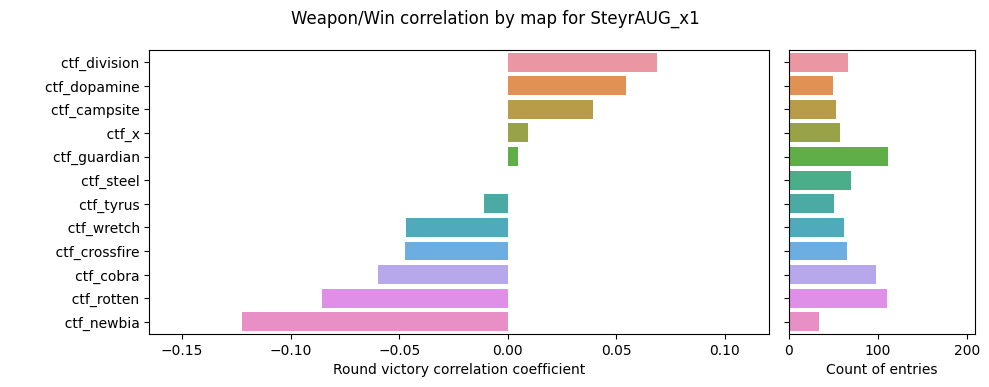 Weapon/Win correlation by map for SteyrAUG_x1
ctf_division
ctf_dopamine
ctf_campsite
ctf_x
ctf_guardian
ctf_steel
ctf_tyrus
ctf_wretch
ctf_crossfire
ctf_cobra
ctf_rotten
ctf_newbia
−0.15 −0.10 −0.05 0.00 0.05 0.10
Round victory correlation coefficient
0 100 200
Count of entries